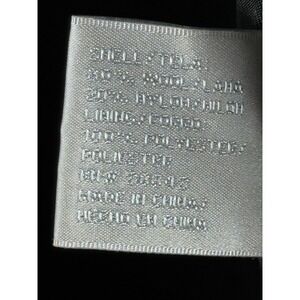 SHELL/TELA:
80% WOOL/LANA
20% NYLON/NILON
LINING/FORRO:
100% POLYESTER/
POLIESTER
MADE IN CHINA/
HECHO EN CHINA